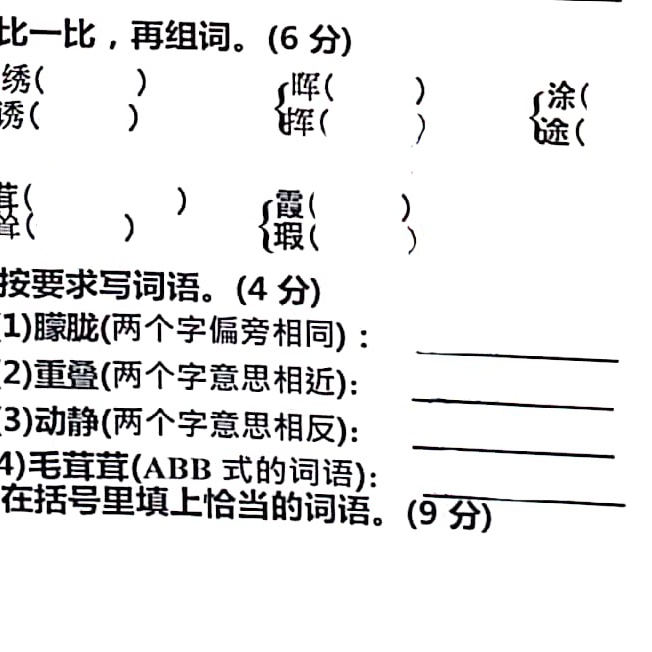 比一比，再组词。(6 分)
绣(    )    晖(    )    涂(
诱(    )    挥(    )    途(
茸(    )    霞(    )
耸(    )    瑕(    )
按要求写词语。(4 分)
(1)朦胧(两个字偏旁相同)：
(2)重叠(两个字意思相近)：
(3)动静(两个字意思相反)：
4)毛茸茸(ABB 式的词语)：
在括号里填上恰当的词语。(9 分)